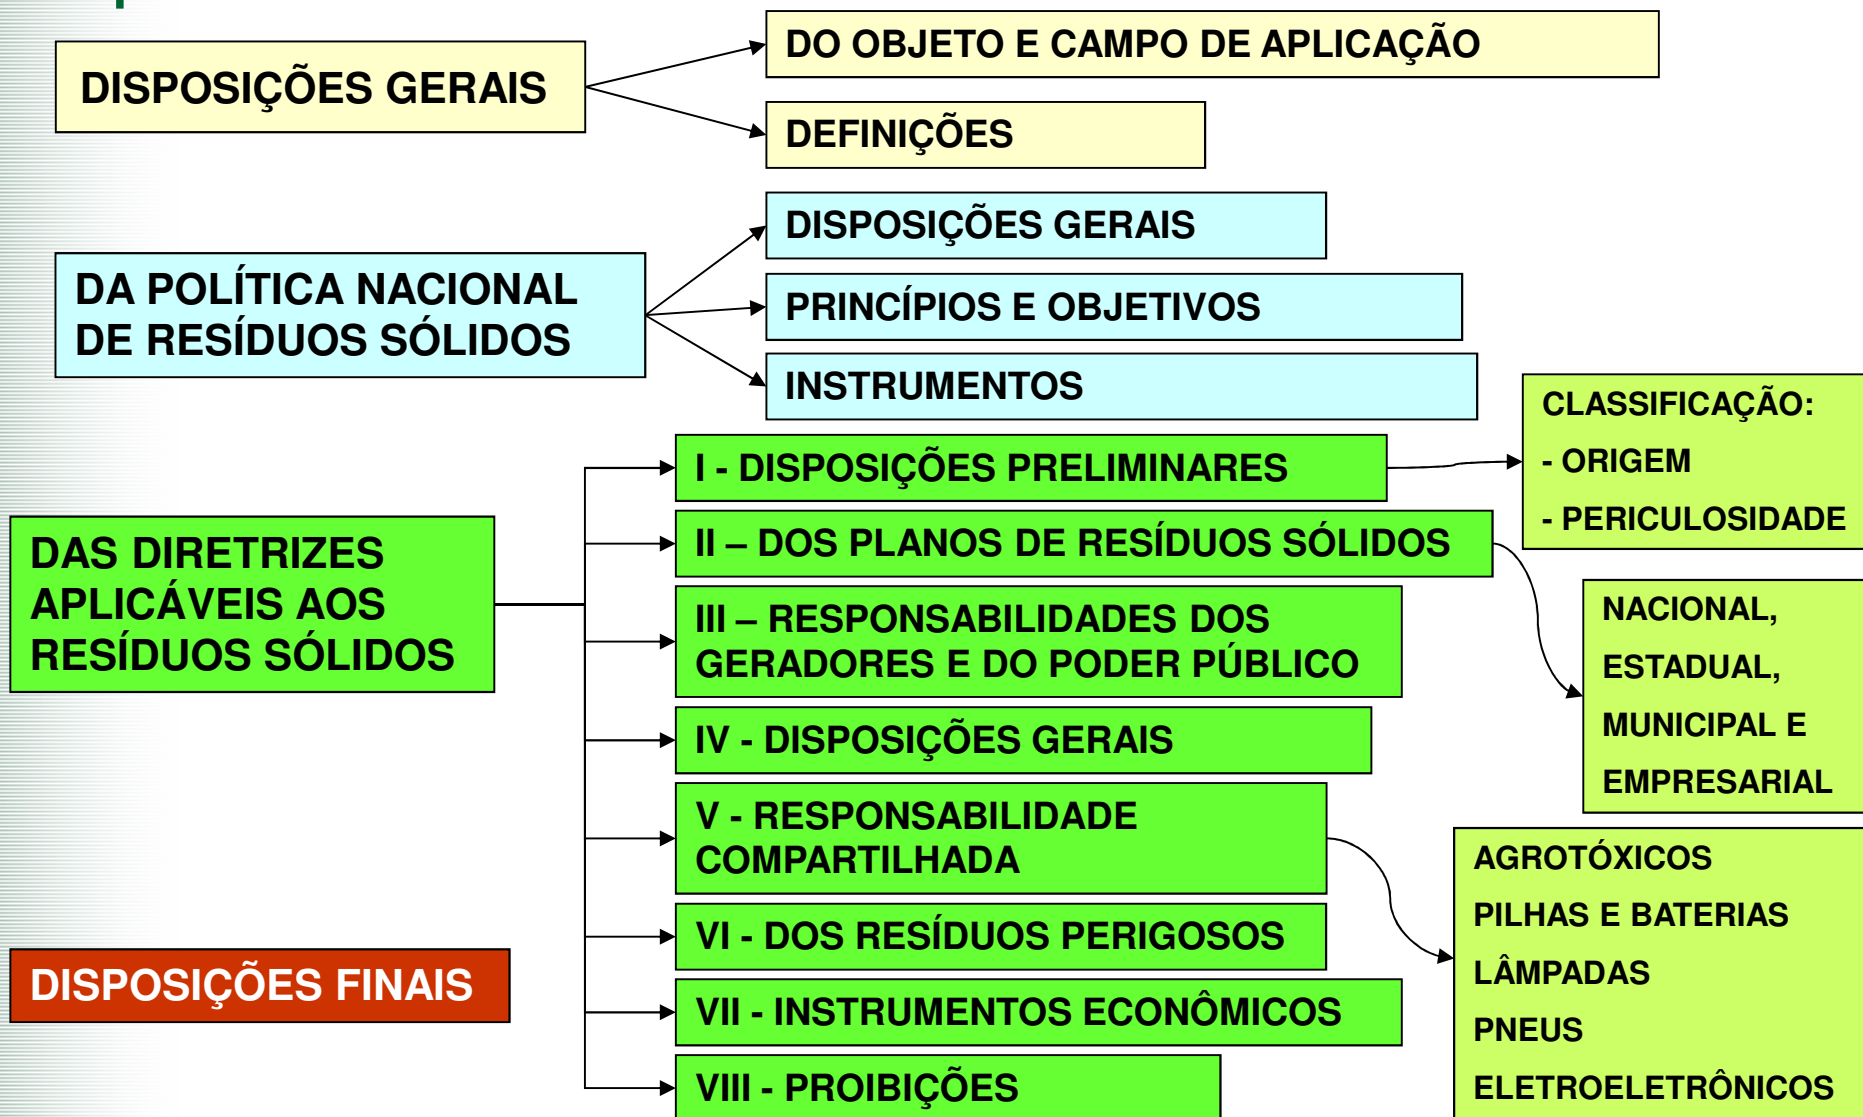 DISPOSIÇÕES GERAIS
DO OBJETO E CAMPO DE APLICAÇÃO
DEFINIÇÕES
DA POLÍTICA NACIONAL
DE RESÍDUOS SÓLIDOS
DISPOSIÇÕES GERAIS
PRINCÍPIOS E OBJETIVOS
INSTRUMENTOS
DAS DIRETRIZES
APLICÁVEIS AOS
RESÍDUOS SÓLIDOS
I - DISPOSIÇÕES PRELIMINARES
CLASSIFICAÇÃO:
- ORIGEM
- PERICULOSIDADE
II – DOS PLANOS DE RESÍDUOS SÓLIDOS
NACIONAL,
ESTADUAL,
MUNICIPAL E
EMPRESARIAL
III – RESPONSABILIDADES DOS
GERADORES E DO PODER PÚBLICO
IV - DISPOSIÇÕES GERAIS
V - RESPONSABILIDADE
COMPARTILHADA
AGROTÓXICOS
PILHAS E BATERIAS
LÂMPADAS
PNEUS
ELETROELETRÔNICOS
VI - DOS RESÍDUOS PERIGOSOS
VII - INSTRUMENTOS ECONÔMICOS
VIII - PROIBIÇÕES
DISPOSIÇÕES FINAIS